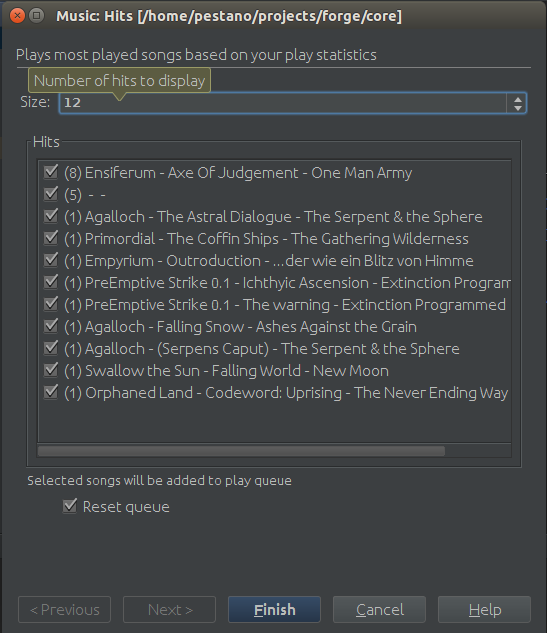 Music: Hits [/home/pestano/projects/forge/core]
Plays most played songs based on your play statistics
Number of hits to display
Size: 12
Hits
(8) Ensiferum - Axe Of Judgement - One Man Army
(5) - -
(1) Agalloch - The Astral Dialogue - The Serpent & the Sphere
(1) Primordial - The Coffin Ships - The Gathering Wilderness
(1) Empyrium - Outroduction - ...der wie ein Blitz von Himme
(1) PreEmptive Strike 0.1 - Ichthyic Ascension - Extinction Program
(1) PreEmptive Strike 0.1 - The warning - Extinction Programmed
(1) Agalloch - Falling Snow - Ashes Against the Grain
(1) Agalloch - (Serpens Caput) - The Serpent & the Sphere
(1) Swallow the Sun - Falling World - New Moon
(1) Orphaned Land - Codeword: Uprising - The Never Ending Way
Selected songs will be added to play queue
Reset queue
< Previous Next > Finish Cancel Help